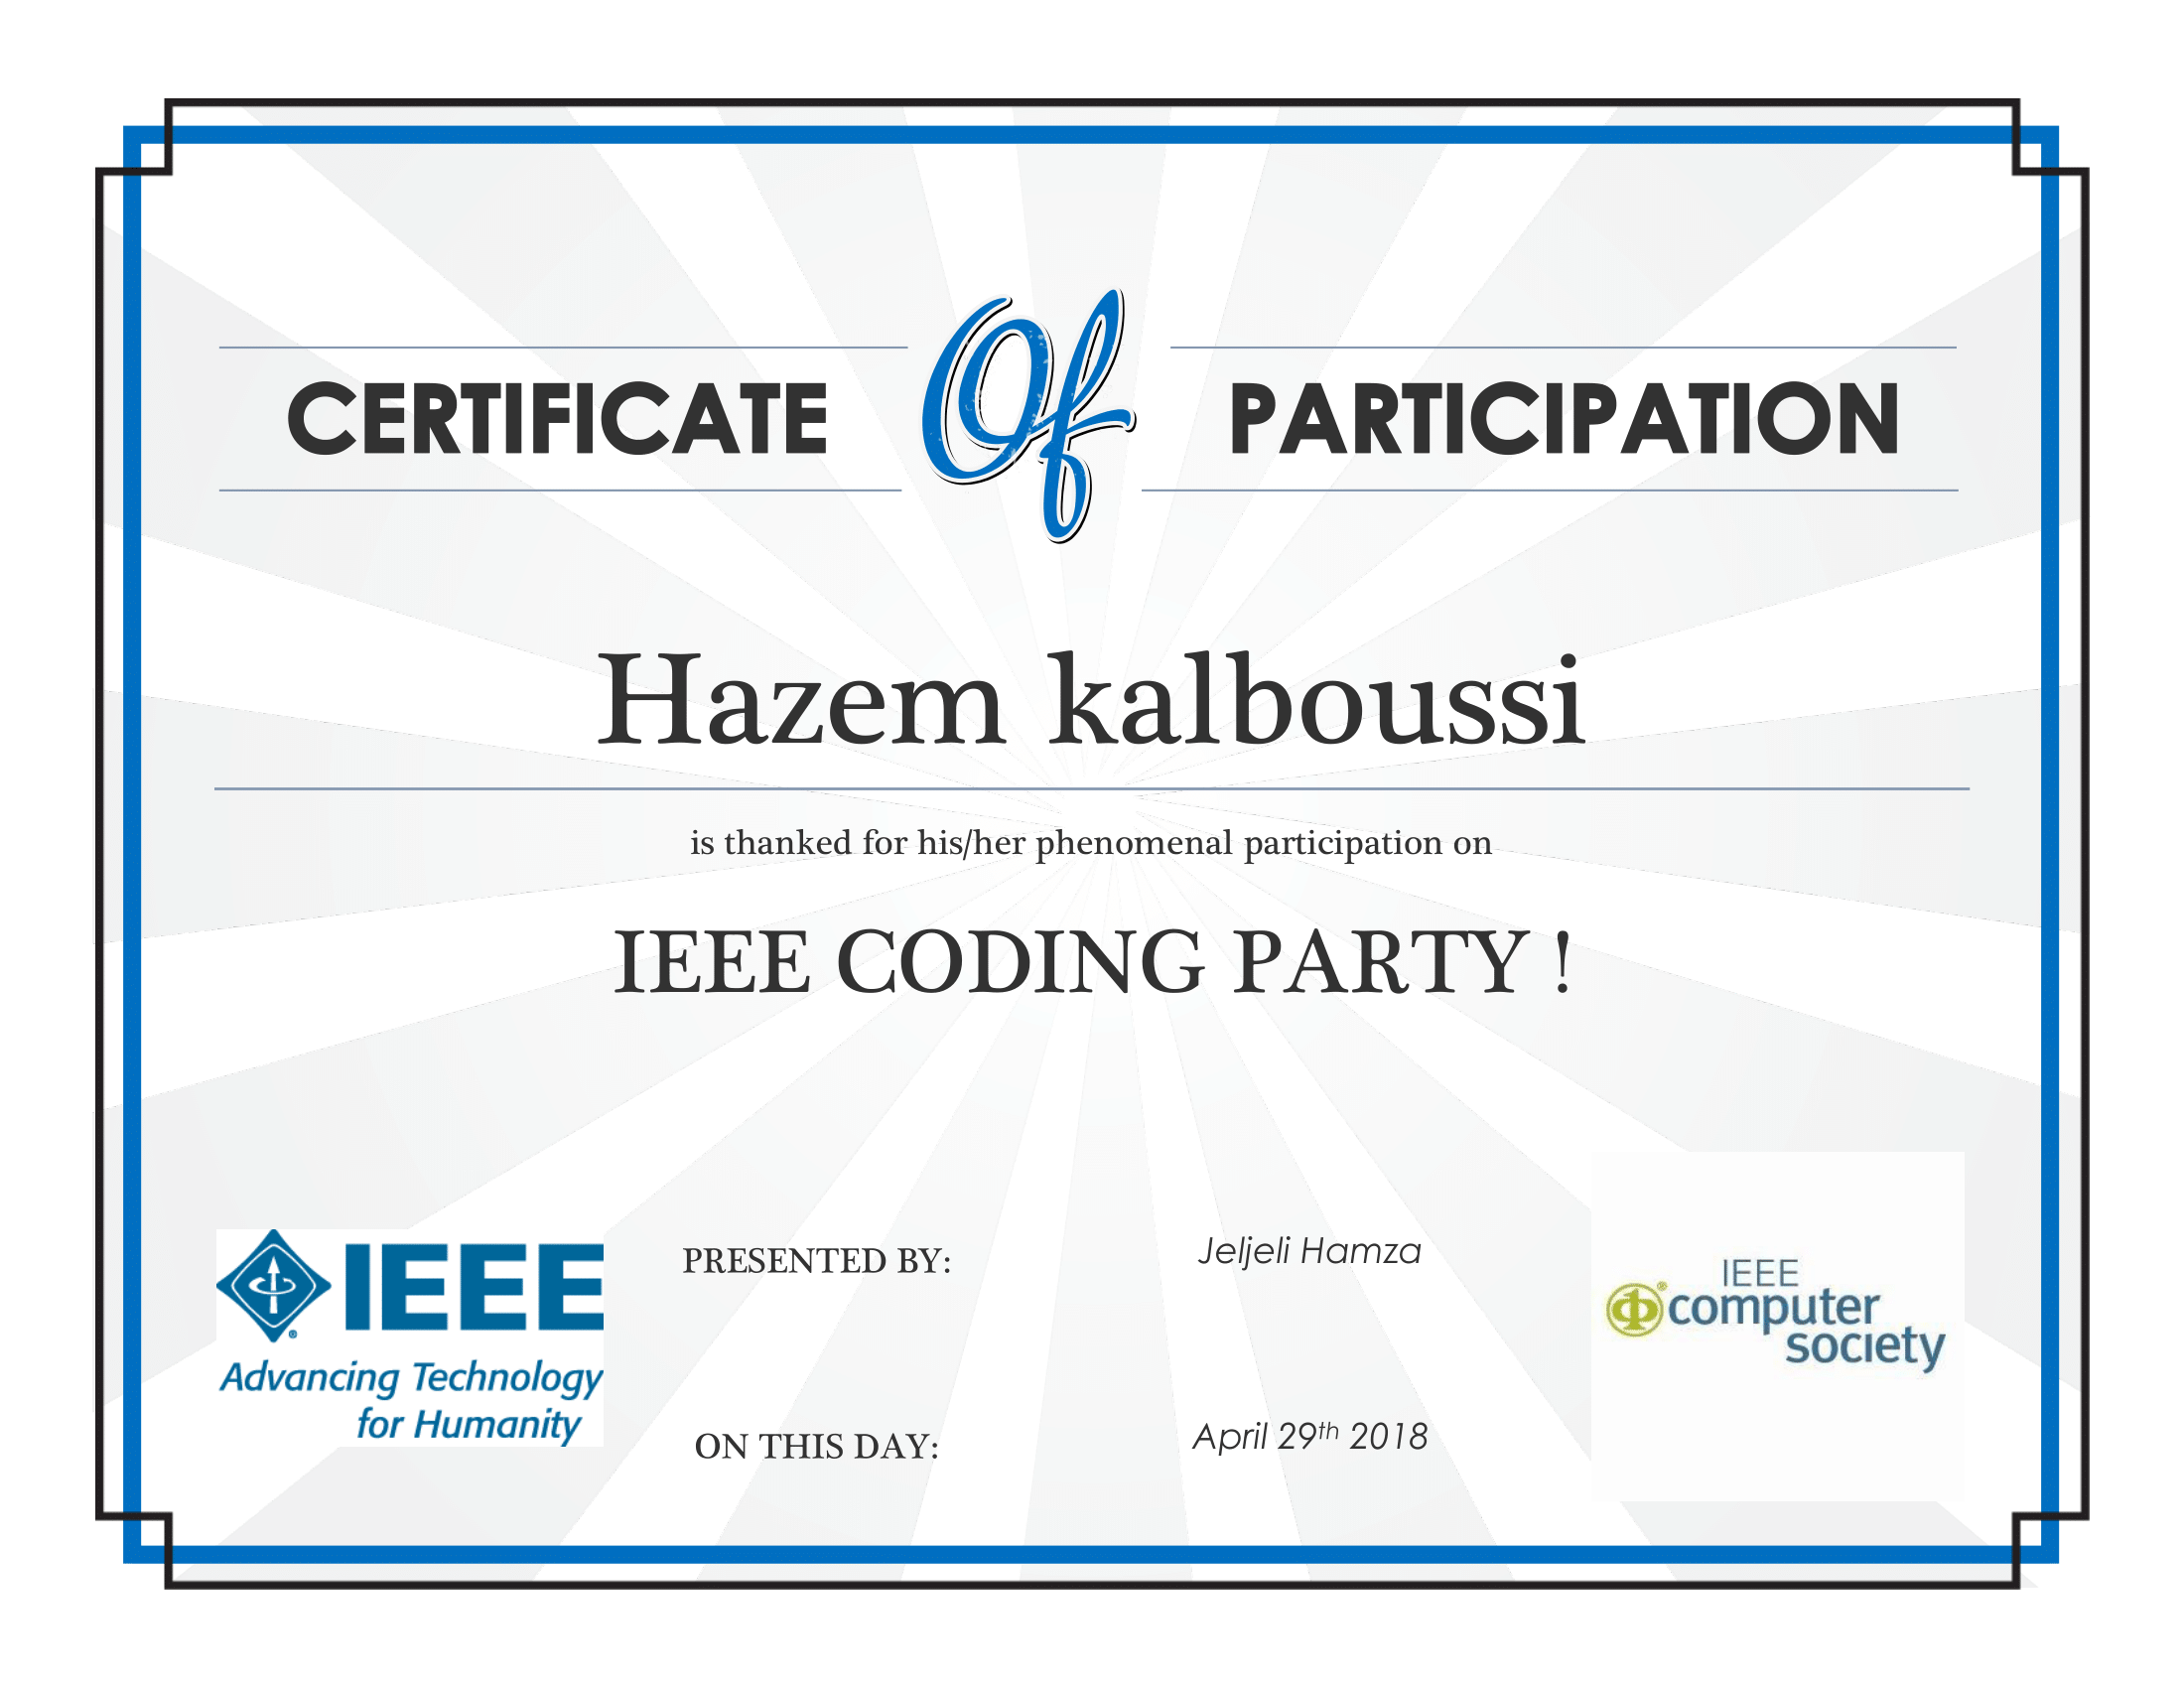 CERTIFICATE Of PARTICIPATION
Hazem kalboussi
is thanked for his/her phenomenal participation on
IEEE CODING PARTY !
IEEE
Advancing Technology
for Humanity
PRESENTED BY: Jeljeli Hamza
ON THIS DAY: April 29th 2018
IEEE
computer
society